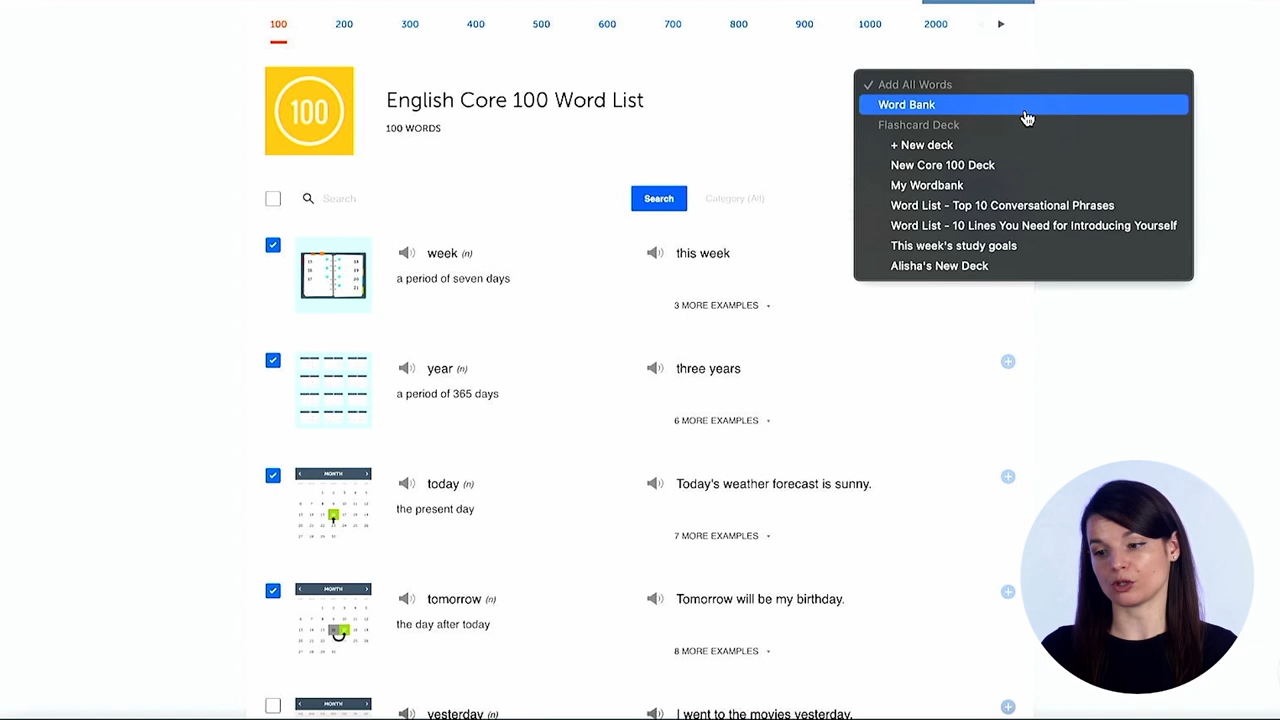 100 200 300 400 500 600 700 800 900 1000 2000
100
English Core 100 Word List
100 WORDS
Add All Words
Word Bank
Flashcard Deck
+ New deck
New Core 100 Deck
My Wordbank
Word List - Top 10 Conversational Phrases
Word List - 10 Lines You Need for Introducing Yourself
This week's study goals
Alisha's New Deck
Search
Search
Category (All)
week (n)
this week
a period of seven days
3 MORE EXAMPLES
year (n)
three years
a period of 365 days
6 MORE EXAMPLES
MONTH
today (n)
Today's weather forecast is sunny.
the present day
7 MORE EXAMPLES
MONTH
tomorrow (n)
Tomorrow will be my birthday.
the day after today
8 MORE EXAMPLES
MONTH
yesterday (n)
I went to the movies yesterday.